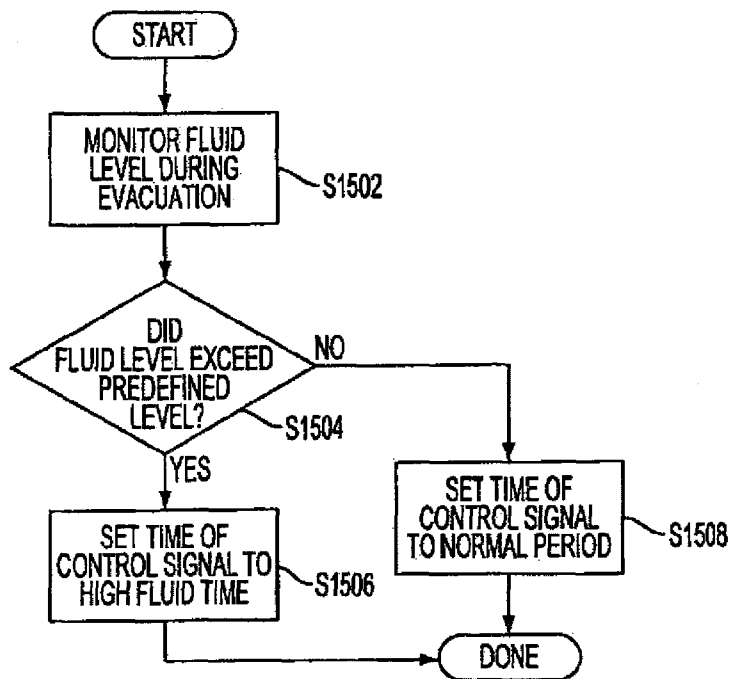 START
MONITOR FLUID
LEVEL DURING
EVACUATION
S1502
DID
FLUID LEVEL EXCEED
PREDEFINED
LEVEL?
S1504
NO
YES
SET TIME OF
CONTROL SIGNAL TO
HIGH FLUID TIME
S1506
SET TIME OF
CONTROL SIGNAL
TO NORMAL PERIOD
S1508
DONE